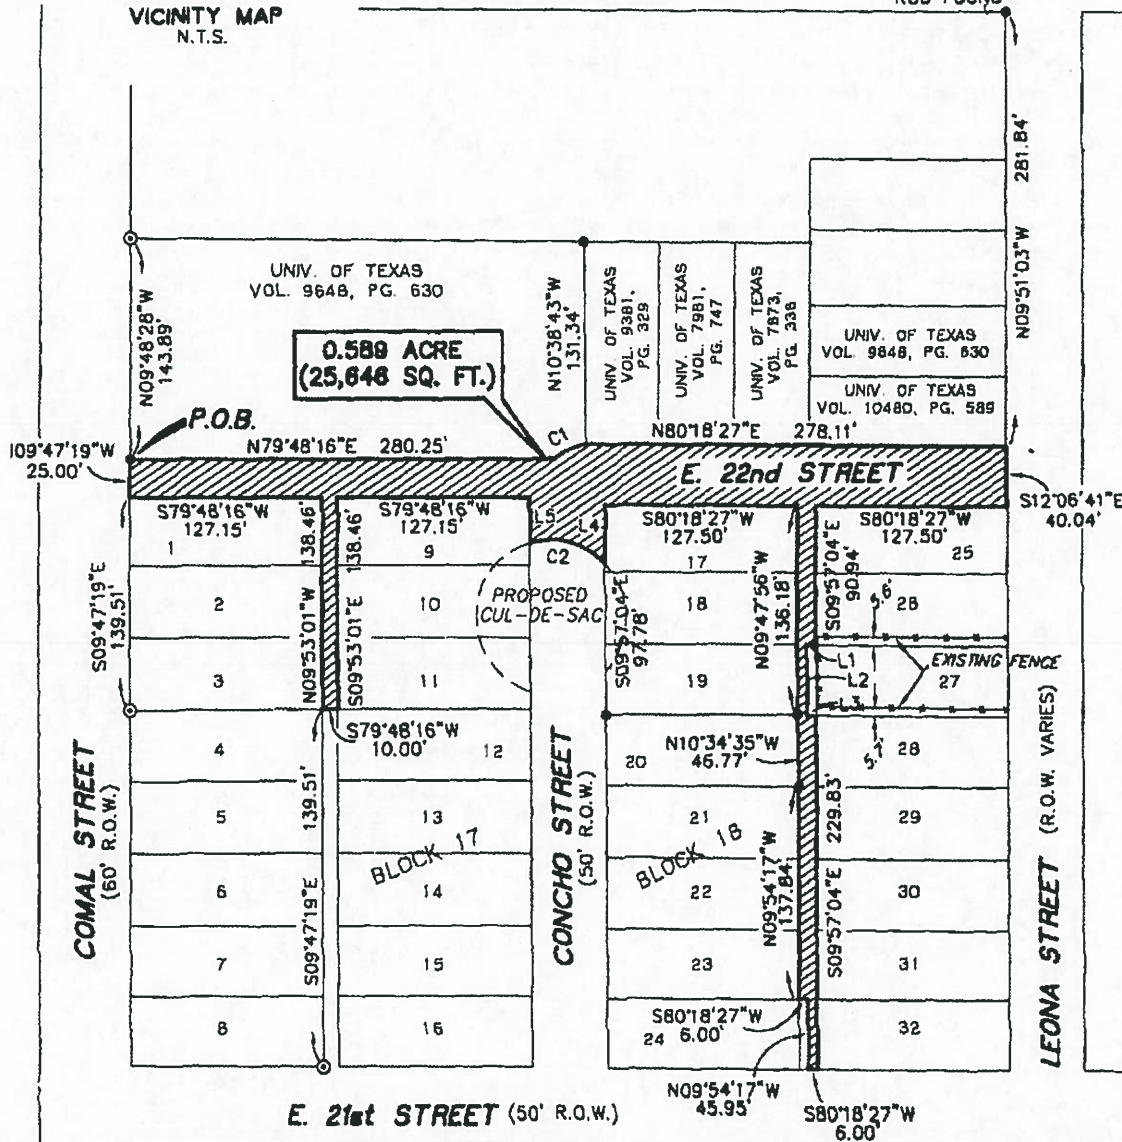 VICINITY MAP
N.T.S.
281.84'
N09°51'03"W
UNIV. OF TEXAS
VOL. 9648, PG. 630
N09°48'28"W
143.89'
N10°38'43"W
131.34'
UNIV. OF TEXAS
VOL. 9381,
PG. 329
UNIV. OF TEXAS
VOL. 7981,
PG. 747
UNIV. OF TEXAS
VOL. 7873,
PG. 338
UNIV. OF TEXAS
VOL. 9848, PG. 630
UNIV. OF TEXAS
VOL. 10480, PG. 589
0.589 ACRE
(25,646 SQ. FT.)
P.O.B.
N79°48'16"E 280.25'
C1
N80°18'27"E 278.11'
109°47'19"W
25.00'
E. 22nd STREET
S12°06'41"E
40.04'
S79°48'16"W
127.15'
S79°48'16"W
127.15'
L5
L4
C2
S80°18'27"W
127.50'
S80°18'27"W
127.50'
1
9
17
25
N09°53'01"W 138.46'
S09°53'01"E 138.46'
S09°47'19"E
139.51'
PROPOSED
CUL-DE-SAC
S09°57'04"E
97.78'
N09°47'56"W
136.18'
S09°57'04"E
90.94'
2
10
18
26
5.6'
3
11
19
27
L1
L2
L3
EXISTING FENCE
S79°48'16"W
10.00'
4
12
20
28
5.7'
N10°34'35"W
46.77'
COMAL STREET
(60' R.O.W.)
S09°47'19"E 139.51'
5
13
21
29
BLOCK 17
CONCHO STREET
(50' R.O.W.)
BLOCK 18
N09°54'17"W
137.84'
S09°57'04"E 229.83'
LEONA STREET (R.O.W. VARIES)
6
14
22
30
7
15
23
31
8
16
24
32
S80°18'27"W
6.00'
N09°54'17"W
45.95'
S80°18'27"W
6.00'
E. 21st STREET (50' R.O.W.)